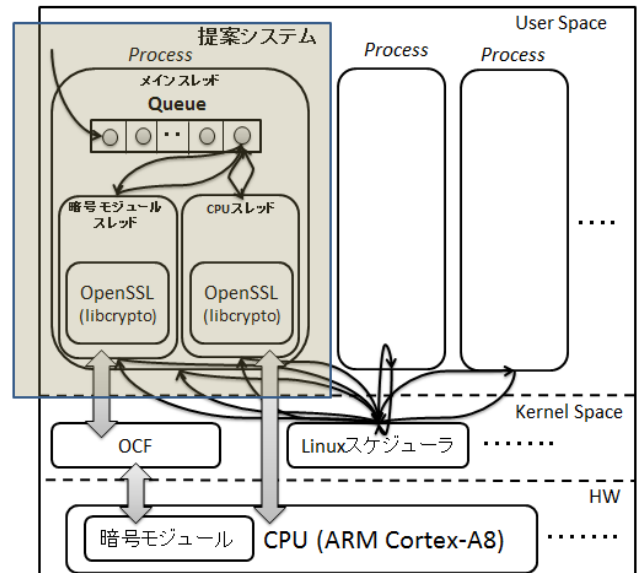 提案システム
User Space
Process
Process
Process
メインスレッド
Queue
‥
暗号モジュール
スレッド
CPUスレッド
OpenSSL
(libcrypto)
OpenSSL
(libcrypto)
‥‥
Kernel Space
OCF
Linuxスケジューラ
‥‥‥
HW
暗号モジュール
CPU (ARM Cortex-A8)
‥‥‥